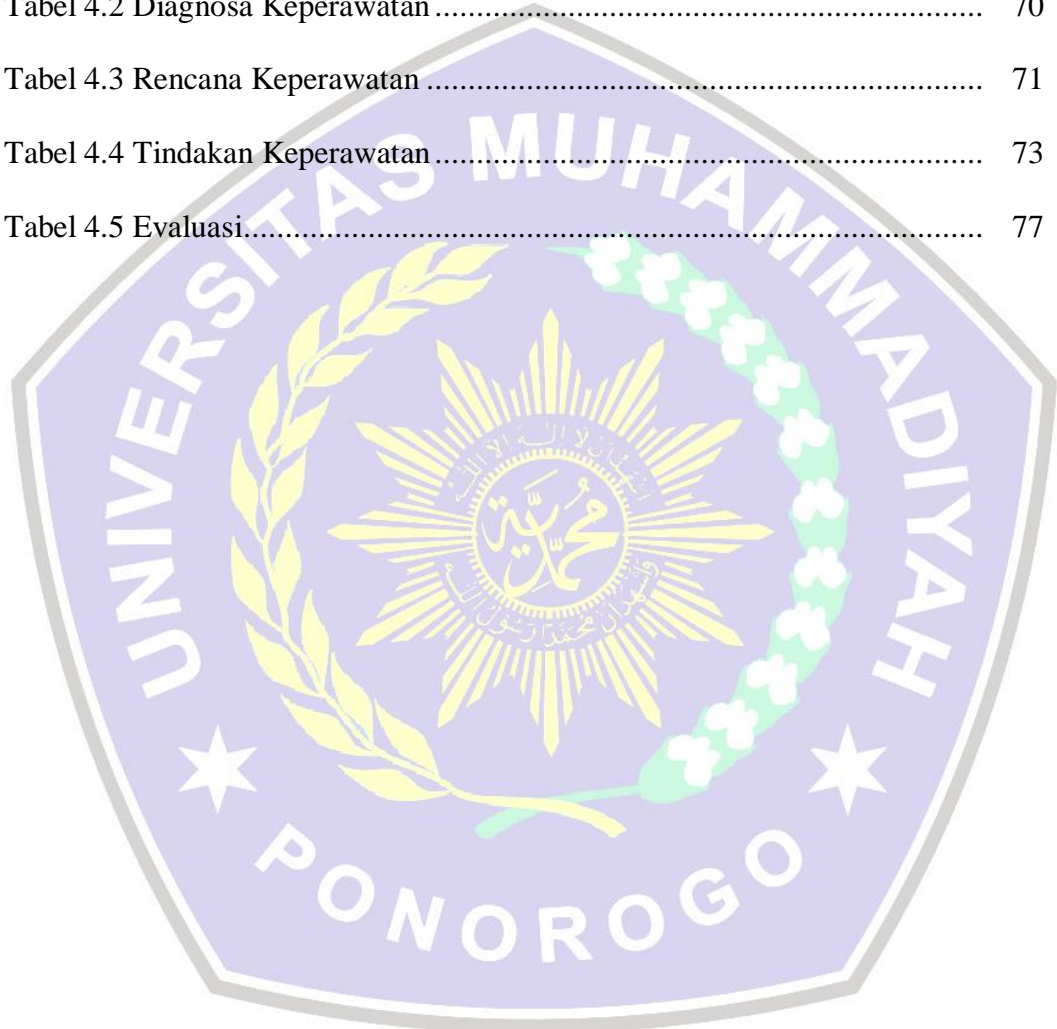 Tabel 4.2 Diagnosa Keperawatan ........................................................................ 70
Tabel 4.3 Rencana Keperawatan ........................................................................ 71
Tabel 4.4 Tindakan Keperawatan ........................................................................ 73
Tabel 4.5 Evaluasi ........................................................................ 77
UNIVERSITAS MUHAMMADIYAH
محمدية
PONOROGO